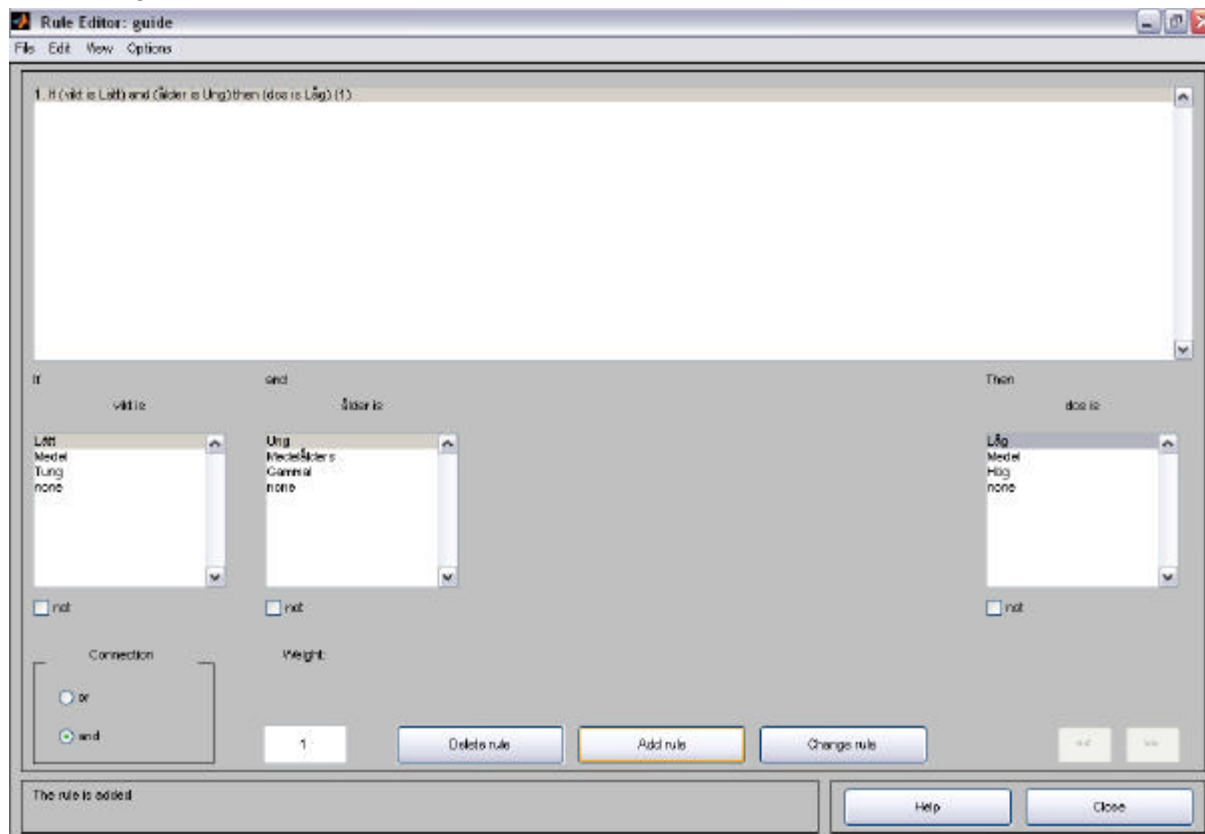 Rule Editor: guide
File Edit View Options
1. If (vikt is Lätt) and (ålder is Ung) then (dos is Låg) (1)
If and Then
vikt is ålder is dos is
Lätt Ung Låg
Medel Medelålders Medel
Tung Gammal Hög
none none none
not not not
Connection Weight:
or
and 1 Delete rule Add rule Change rule << >>
The rule is added Help Close